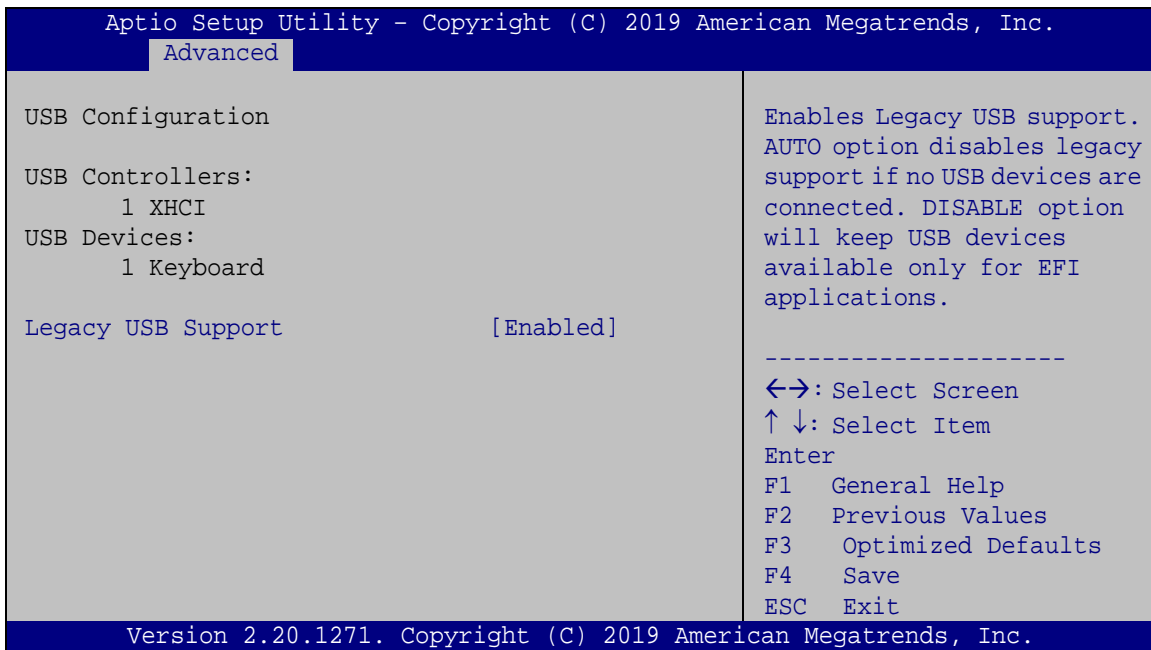 Aptio Setup Utility – Copyright (C) 2019 American Megatrends, Inc.
Advanced
USB Configuration
USB Controllers:
1 XHCI
USB Devices:
1 Keyboard
Legacy USB Support [Enabled]
Enables Legacy USB support.
AUTO option disables legacy
support if no USB devices are
connected. DISABLE option
will keep USB devices
available only for EFI
applications.
---------------------
←→: Select Screen
↑ ↓: Select Item
Enter
F1 General Help
F2 Previous Values
F3 Optimized Defaults
F4 Save
ESC Exit
Version 2.20.1271. Copyright (C) 2019 American Megatrends, Inc.